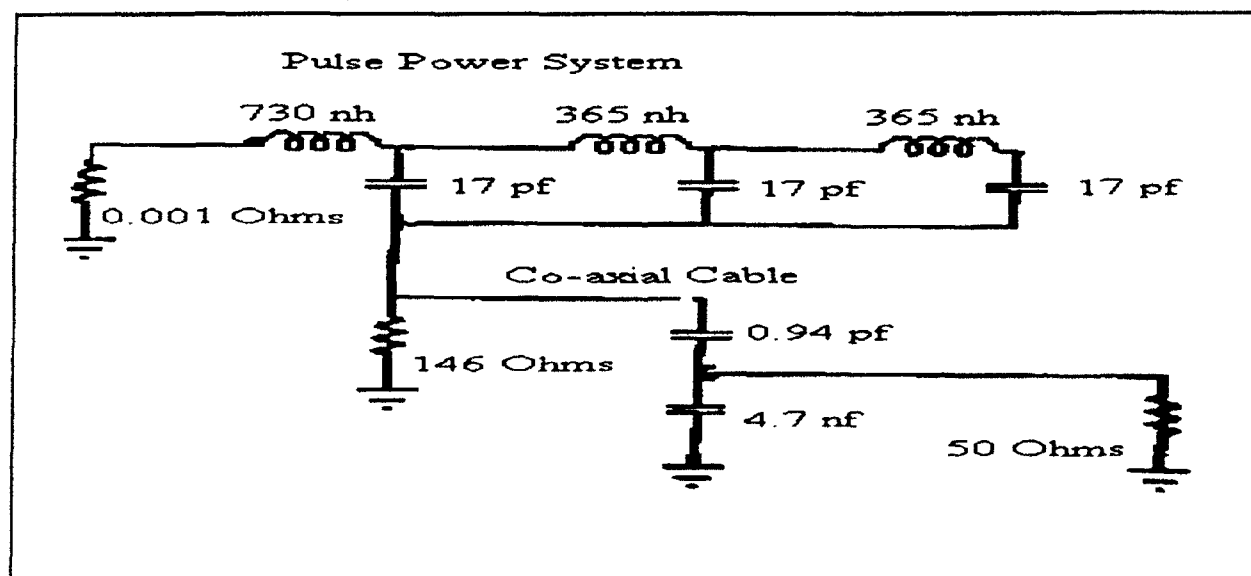 Pulse Power System
730 nh
365 nh
365 nh
17 pf
17 pf
17 pf
0.001 Ohms
Co-axial Cable
0.94 pf
146 Ohms
4.7 nf
50 Ohms